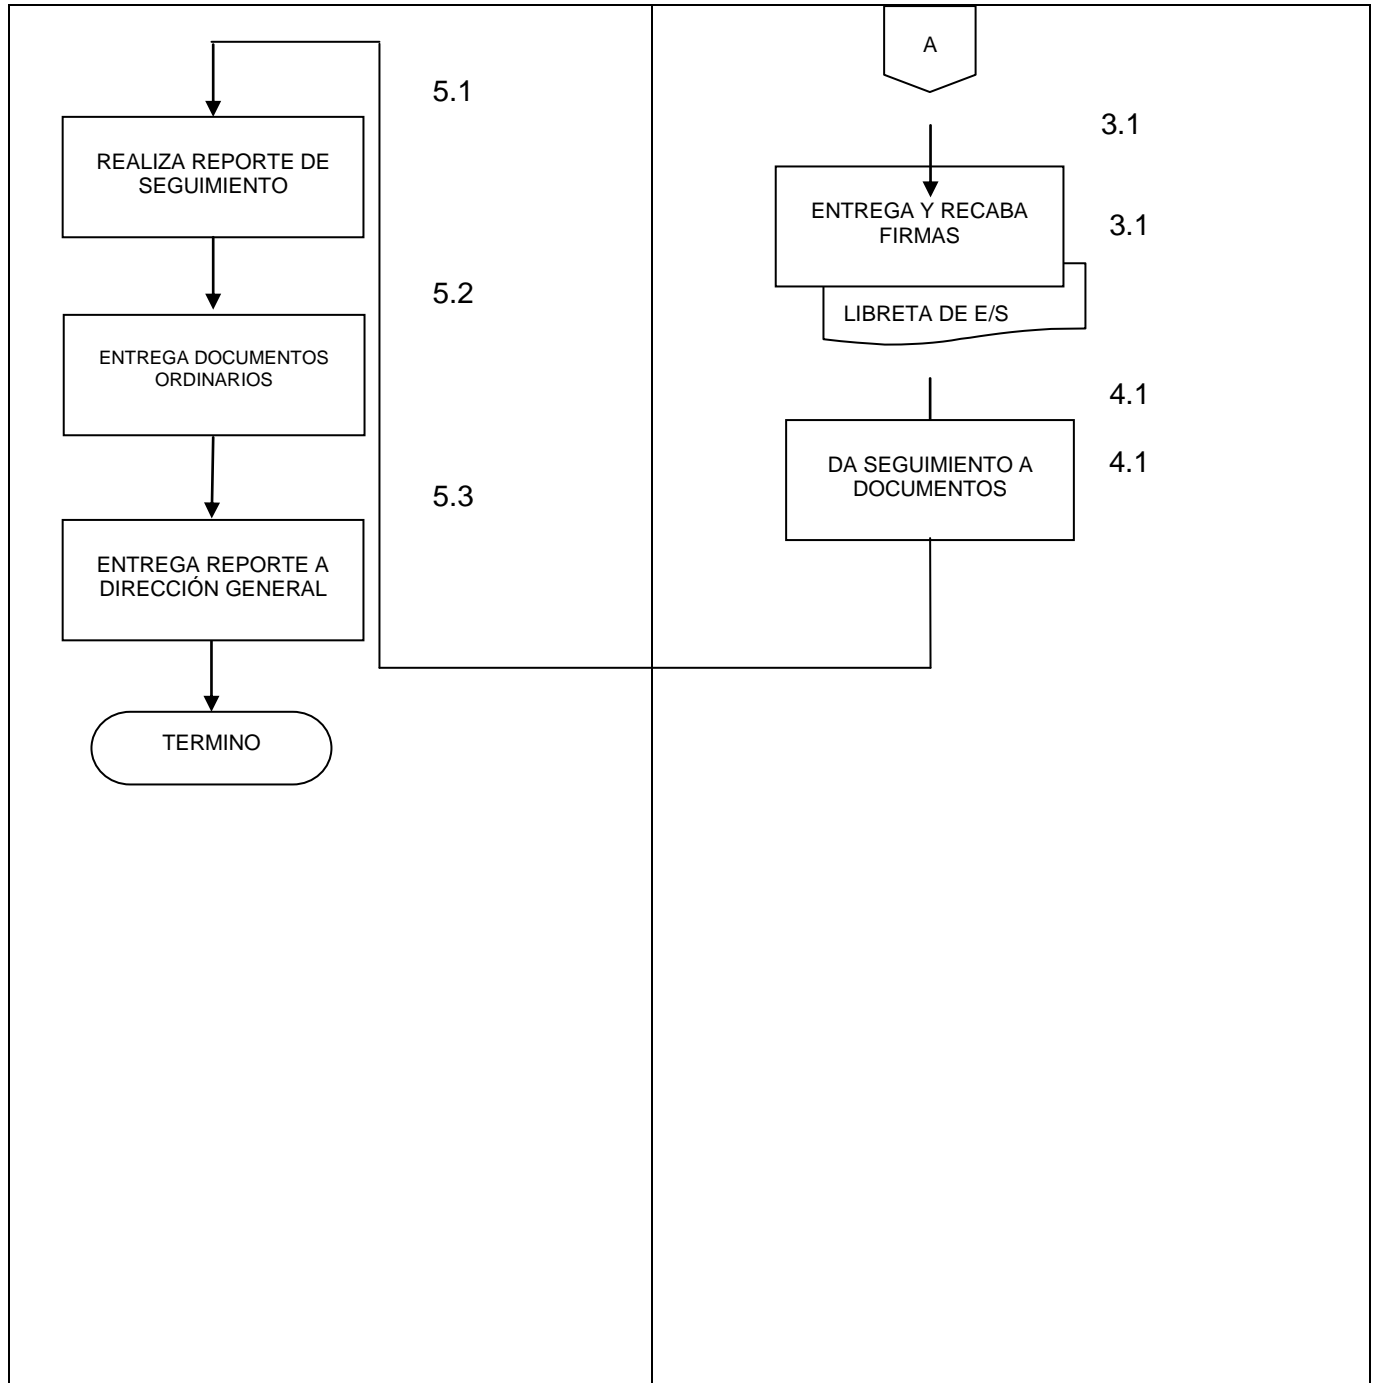 5.1
REALIZA REPORTE DE
SEGUIMIENTO
5.2
ENTREGA DOCUMENTOS
ORDINARIOS
5.3
ENTREGA REPORTE A
DIRECCIÓN GENERAL
TERMINO
A
3.1
ENTREGA Y RECABA
FIRMAS
3.1
LIBRETA DE E/S
4.1
DA SEGUIMIENTO A
DOCUMENTOS
4.1